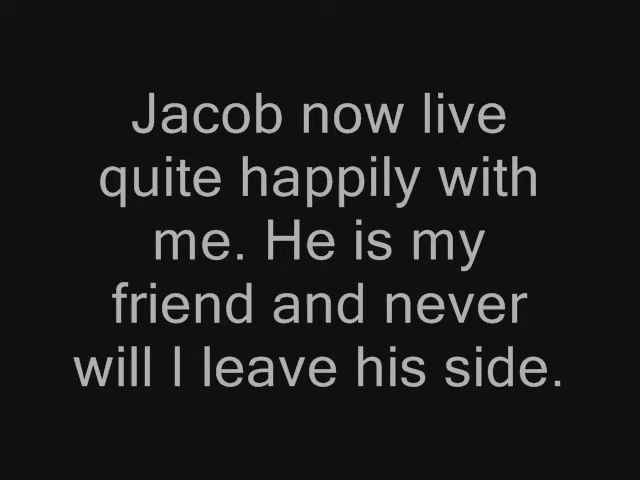 Jacob now live
quite happily with
me. He is my
friend and never
will I leave his side.